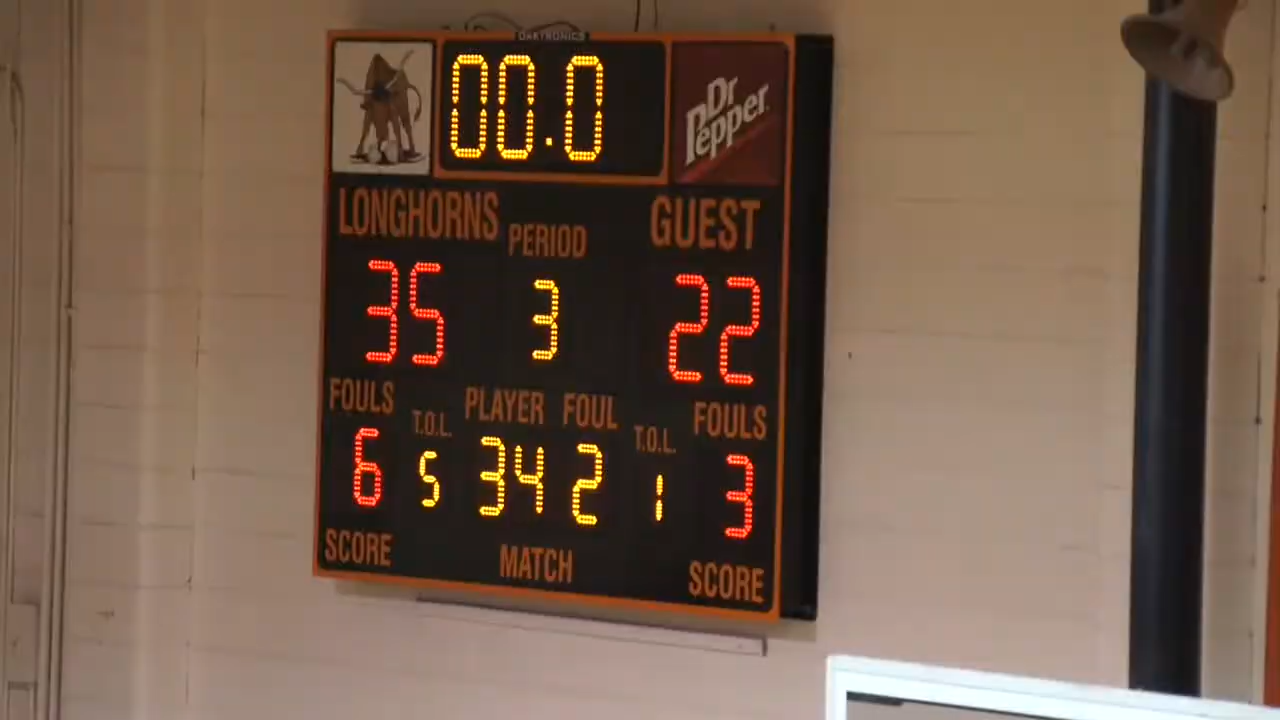 DAKTRONICS
00.0
Dr
Pepper
LONGHORNS PERIOD GUEST
35 3 22
FOULS T.O.L. PLAYER FOUL T.O.L. FOULS
6 5 34 2 1 3
SCORE MATCH SCORE